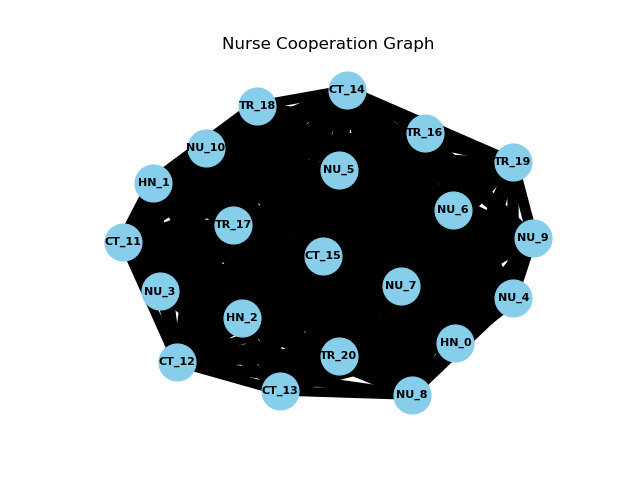 Nurse Cooperation Graph
CT_14
TR_18
TR_16
NU_10
TR_19
NU_5
HN_1
NU_6
TR_17
NU_9
CT_11
CT_15
NU_7
NU_3
NU_4
HN_2
HN_0
TR_20
CT_12
CT_13
NU_8